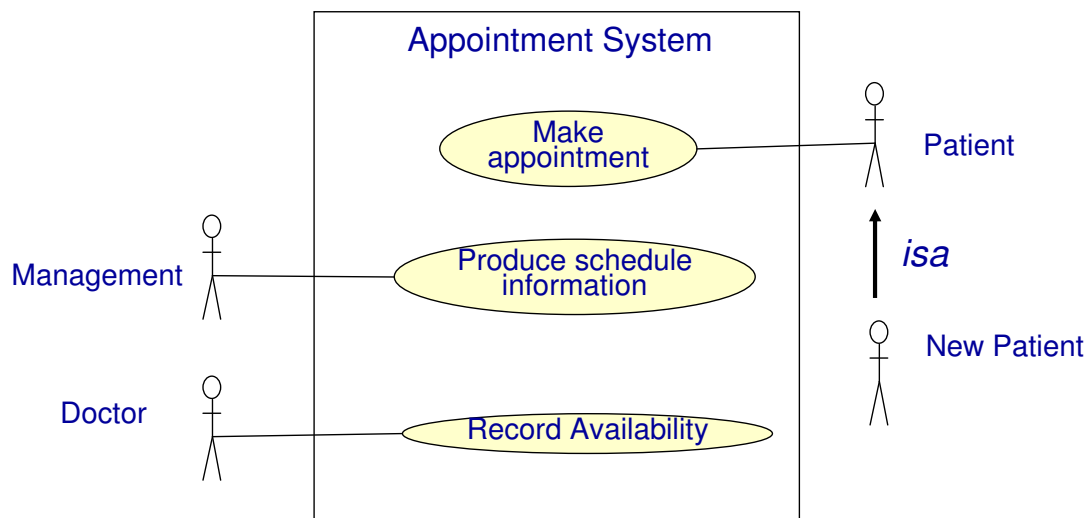 Appointment System
Make
appointment
Patient
Management
Produce schedule
information
isa
New Patient
Doctor
Record Availability